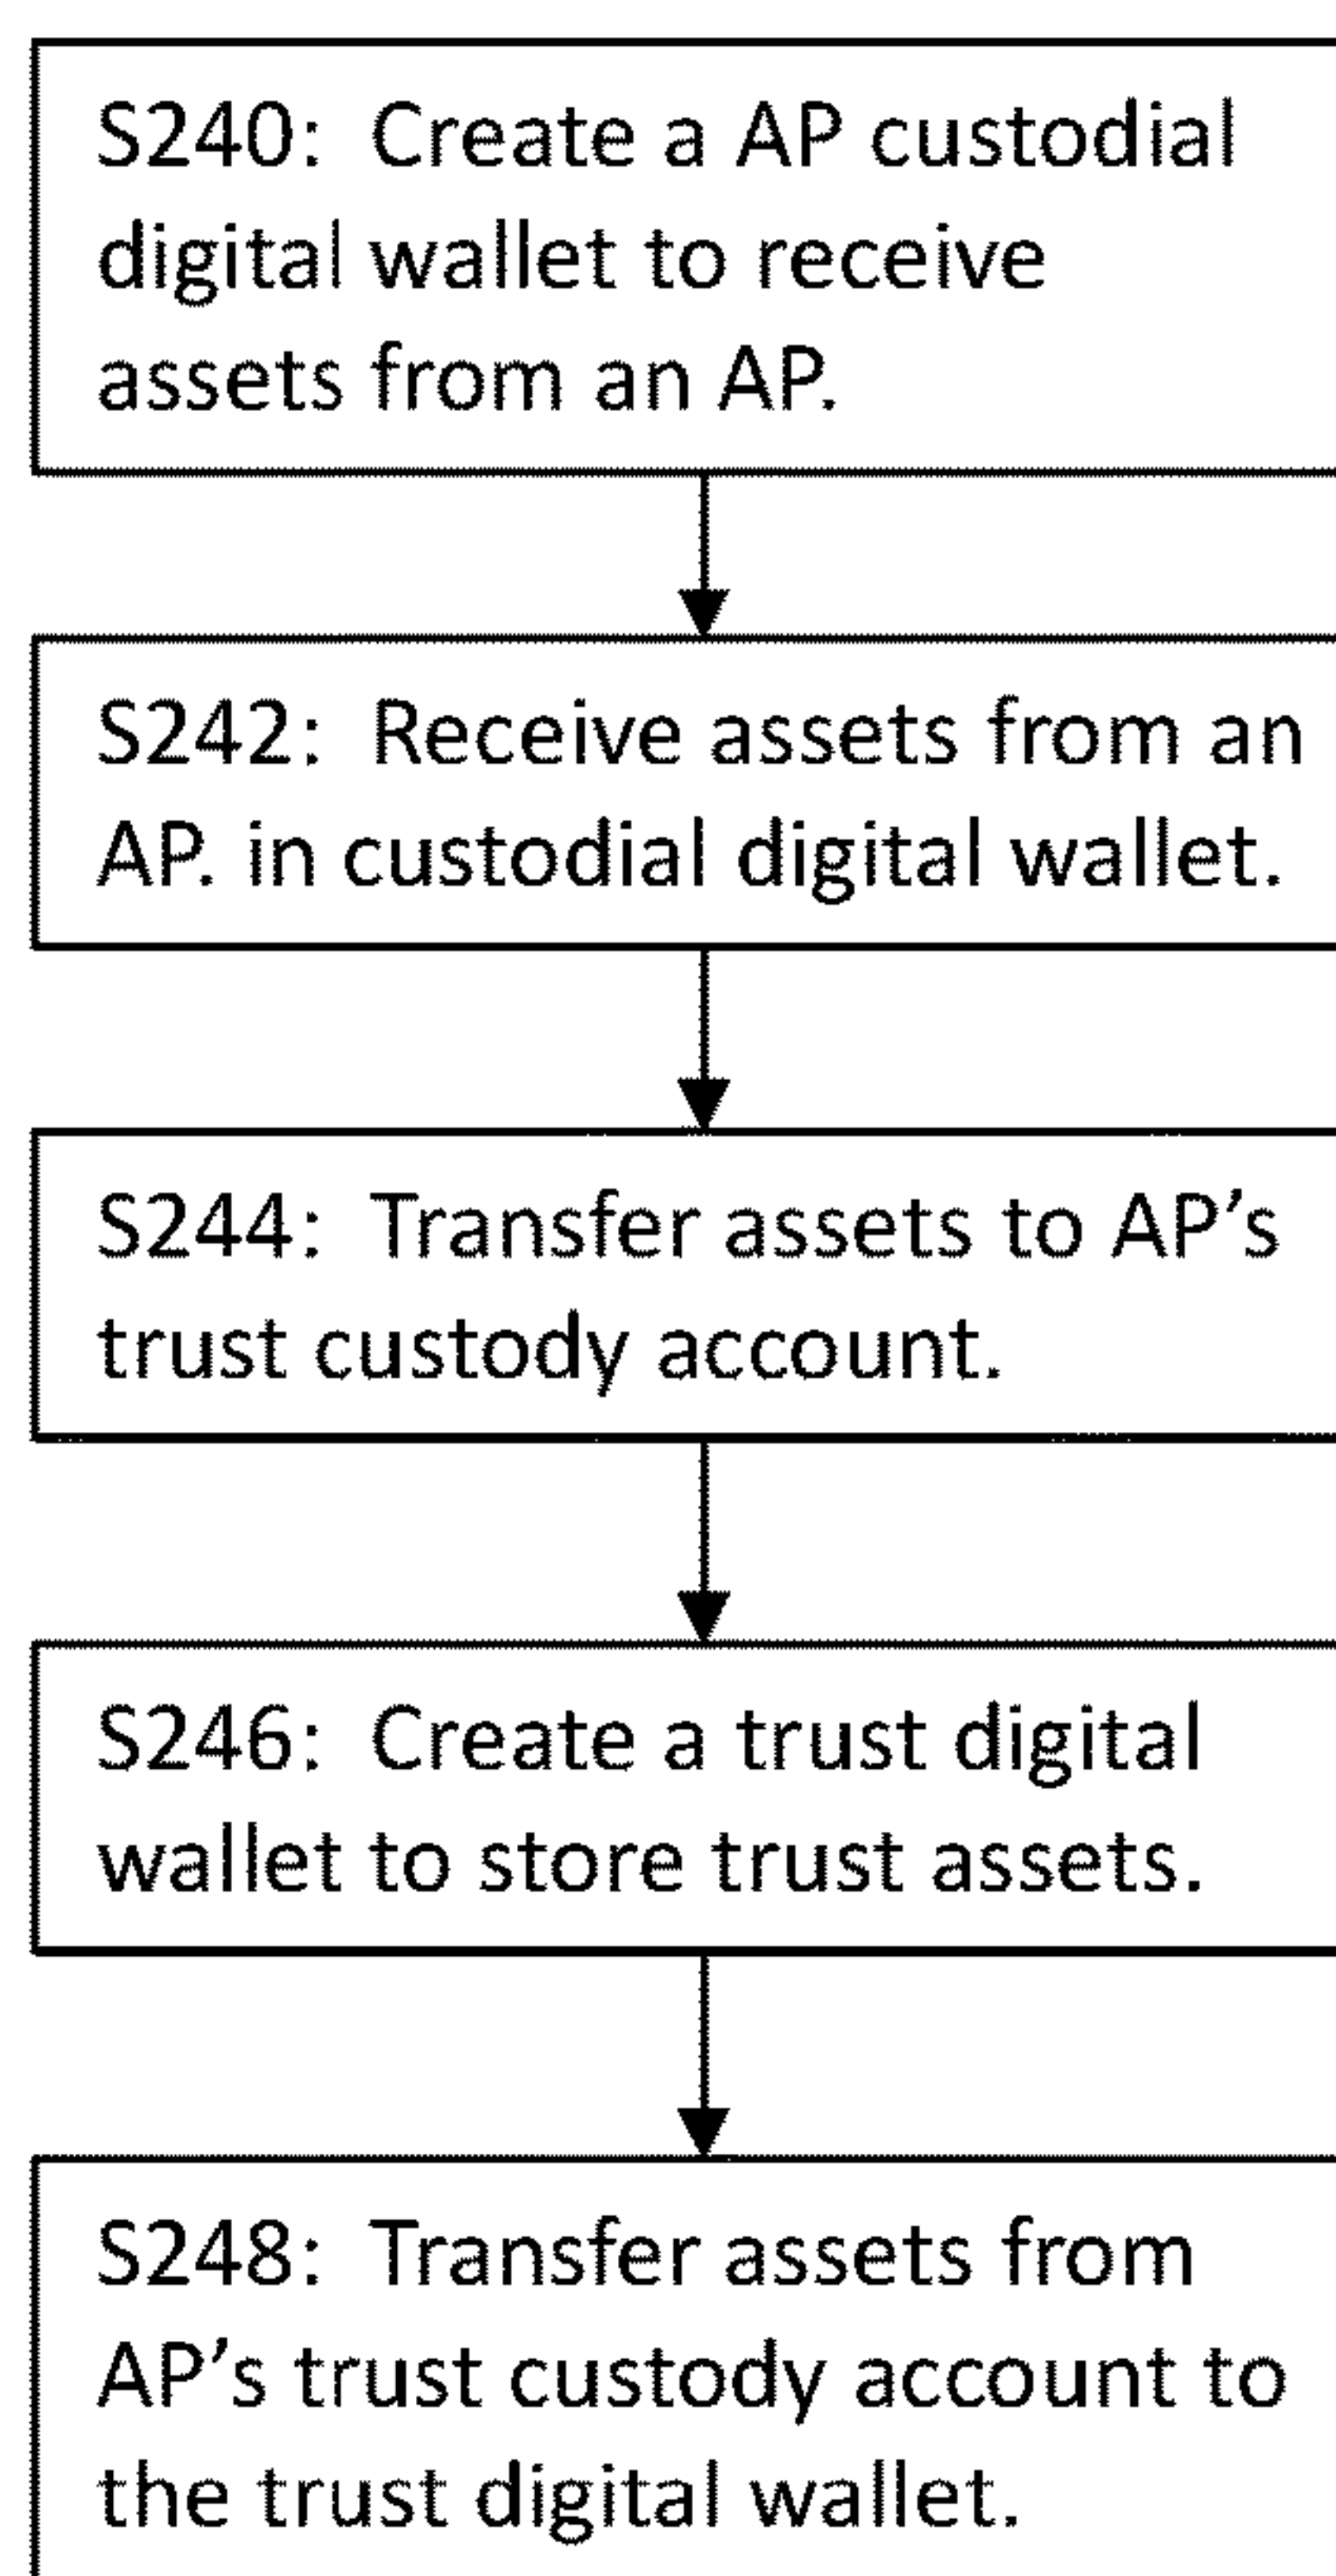 S240: Create a AP custodial
digital wallet to receive
assets from an AP.
S242: Receive assets from an
AP. in custodial digital wallet.
S244: Transfer assets to AP’s
trust custody account.
S246: Create a trust digital
wallet to store trust assets.
S248: Transfer assets from
AP’s trust custody account to
the trust digital wallet.